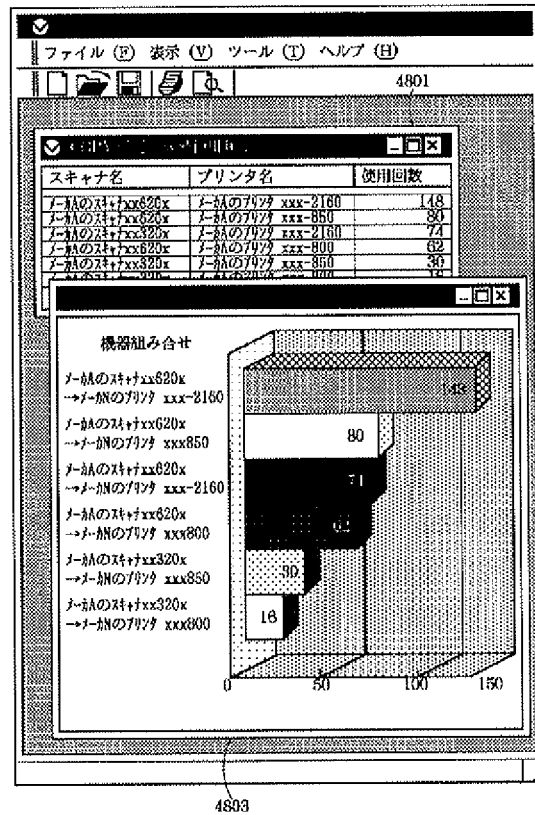 ファイル (F) 表示 (V) ツール (T) ヘルプ (H)
4801
スキャナ名 プリンタ名 使用回数
ﾒｰｶAのｽｷｬﾅxx620x ﾒｰｶAのﾌﾟﾘﾝﾀ xxx-2160 148
ﾒｰｶAのｽｷｬﾅxx620x ﾒｰｶAのﾌﾟﾘﾝﾀ xxx-850 80
ﾒｰｶAのｽｷｬﾅxx320x ﾒｰｶAのﾌﾟﾘﾝﾀ xxx-2160 74
ﾒｰｶAのｽｷｬﾅxx620x ﾒｰｶAのﾌﾟﾘﾝﾀ xxx-800 62
ﾒｰｶAのｽｷｬﾅxx320x ﾒｰｶAのﾌﾟﾘﾝﾀ xxx-850 30
機器組み合せ
ﾒｰｶAのｽｷｬﾅxx620x
→ﾒｰｶNのﾌﾟﾘﾝﾀ xxx-2160
ﾒｰｶAのｽｷｬﾅxx620x
→ﾒｰｶNのﾌﾟﾘﾝﾀ xxx850
ﾒｰｶAのｽｷｬﾅxx620x
→ﾒｰｶNのﾌﾟﾘﾝﾀ xxx-2160
ﾒｰｶAのｽｷｬﾅxx620x
→ﾒｰｶNのﾌﾟﾘﾝﾀ xxx800
ﾒｰｶAのｽｷｬﾅxx320x
→ﾒｰｶNのﾌﾟﾘﾝﾀ xxx850
ﾒｰｶAのｽｷｬﾅxx320x
→ﾒｰｶNのﾌﾟﾘﾝﾀ xxx800
148
80
74
62
30
16
0 50 100 150
4803